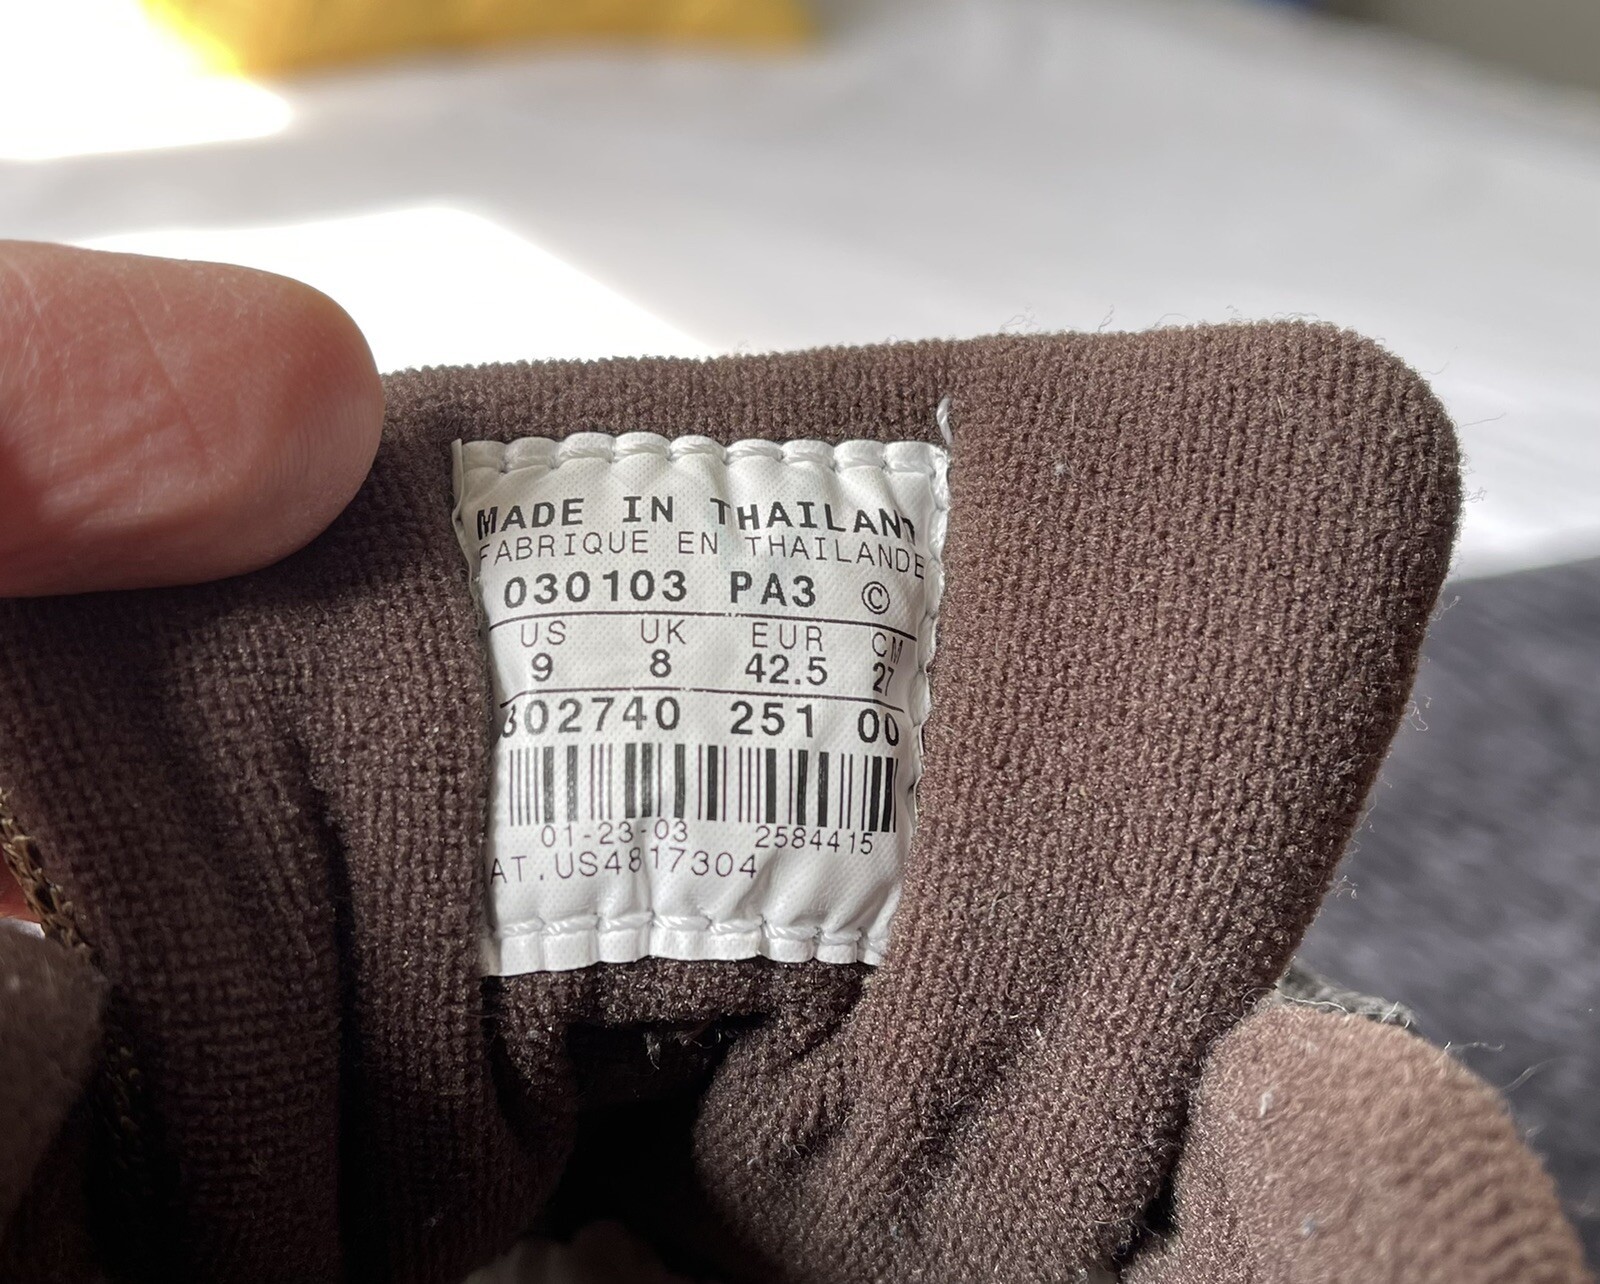 MADE IN THAILAND
FABRIQUE EN THAILANDE
030103 PA3 ©
US UK EUR CM
9 8 42.5 27
302740 251 00
01-23-03 2584415
AT.US4817304